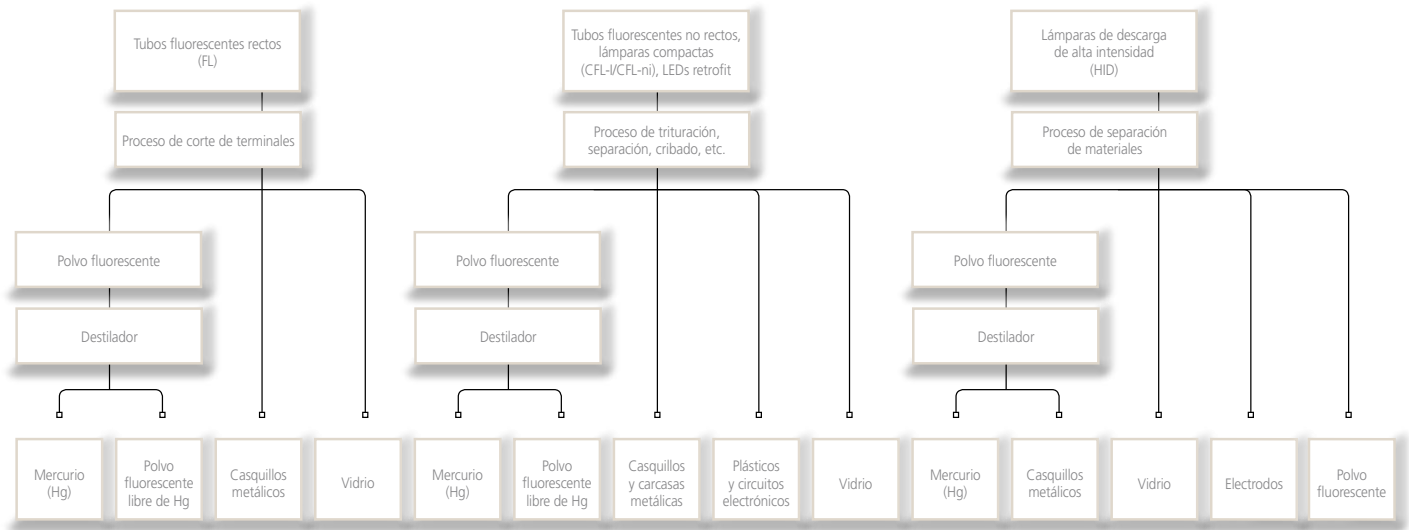 Tubos fluorescentes rectos
(FL)
Tubos fluorescentes no rectos,
lámparas compactas
(CFL-I/CFL-ni), LEDs retrofit
Lámparas de descarga
de alta intensidad
(HID)
Proceso de corte de terminales
Proceso de trituración,
separación, cribado, etc.
Proceso de separación
de materiales
Polvo fluorescente
Polvo fluorescente
Polvo fluorescente
Destilador
Destilador
Destilador
Mercurio
(Hg)
Polvo
fluorescente
libre de Hg
Casquillos
metálicos
Vidrio
Mercurio
(Hg)
Polvo
fluorescente
libre de Hg
Casquillos
y carcasas
metálicas
Plásticos
y circuitos
electrónicos
Vidrio
Mercurio
(Hg)
Casquillos
metálicos
Vidrio
Electrodos
Polvo
fluorescente